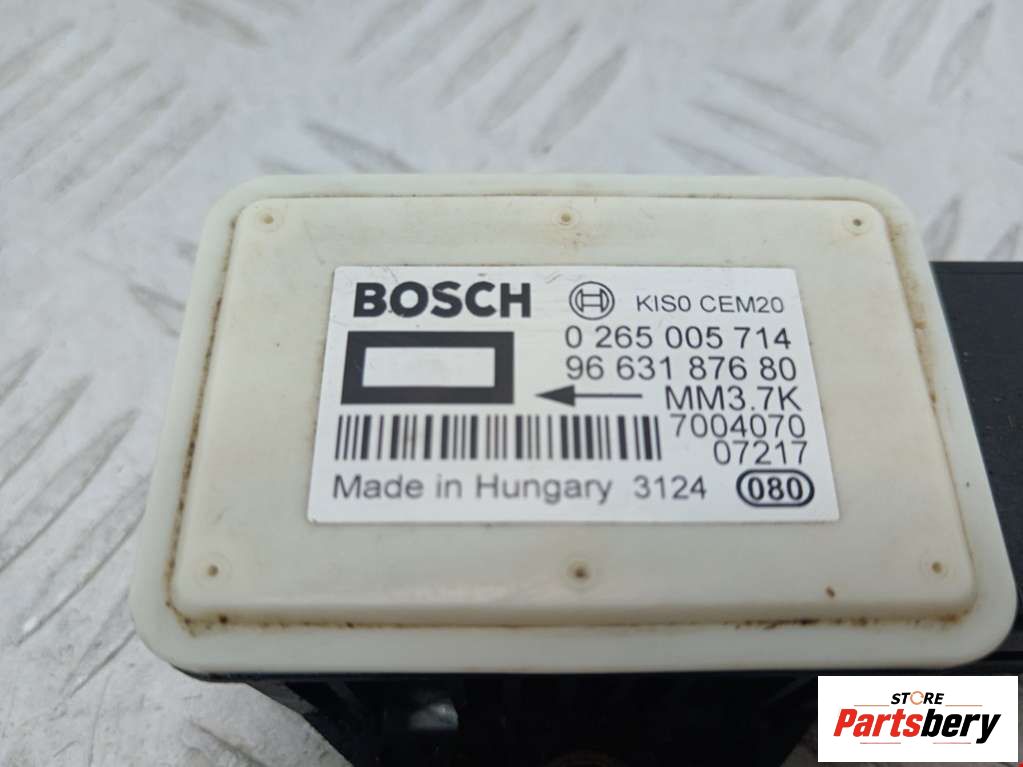 BOSCH KIS0 CEM20
0 265 005 714
96 631 876 80
MM3.7K
7004070
07217
Made in Hungary 3124 080
STORE
Partsbery